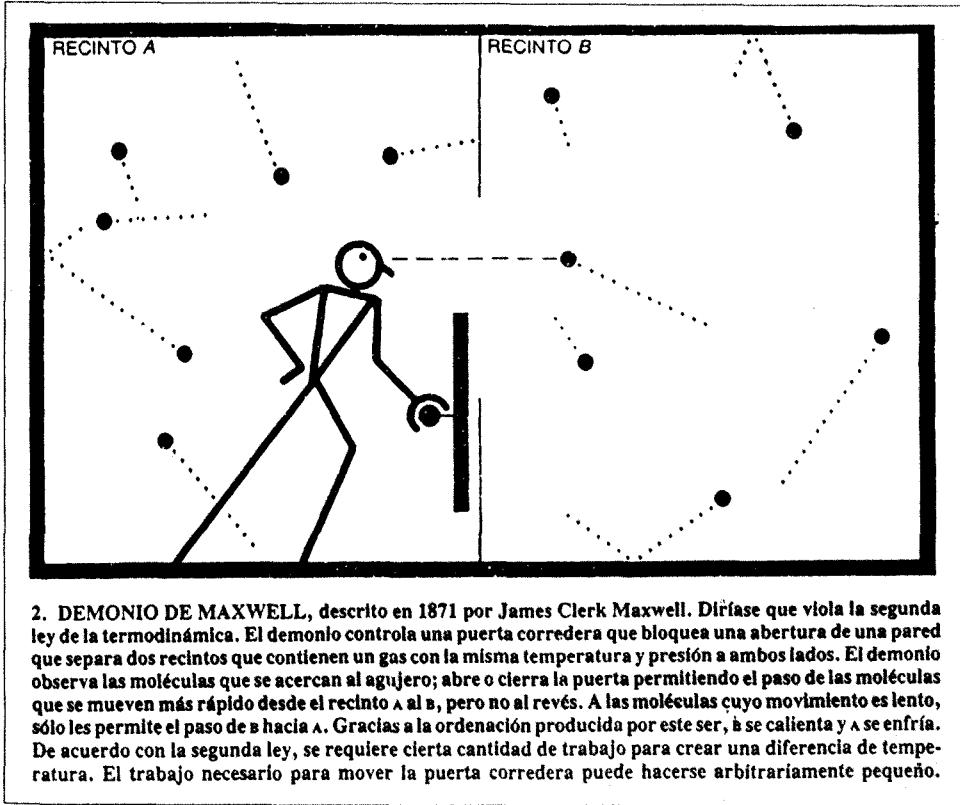 RECINTO A
RECINTO B
2. DEMONIO DE MAXWELL, descrito en 1871 por James Clerk Maxwell. Diríase que viola la segunda
ley de la termodinámica. El demonio controla una puerta corredera que bloquea una abertura de una pared
que separa dos recintos que contienen un gas con la misma temperatura y presión a ambos lados. El demonio
observa las moléculas que se acercan al agujero; abre o cierra la puerta permitiendo el paso de las moléculas
que se mueven más rápido desde el recinto A al B, pero no al revés. A las moléculas cuyo movimiento es lento,
sólo les permite el paso de B hacia A. Gracias a la ordenación producida por este ser, B se calienta y A se enfría.
De acuerdo con la segunda ley, se requiere cierta cantidad de trabajo para crear una diferencia de tempe-
ratura. El trabajo necesario para mover la puerta corredera puede hacerse arbitrariamente pequeño.